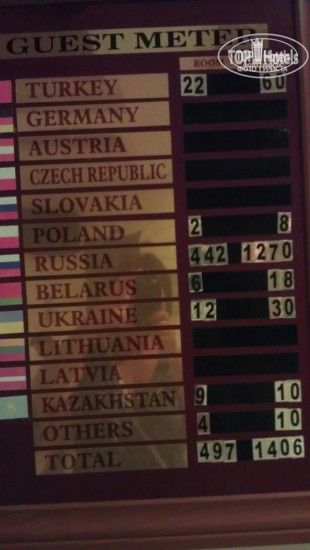 GUEST METER
TOP Hotels
ROOM
TURKEY 22 60
GERMANY
AUSTRIA
CZECH REPUBLIC
SLOVAKIA
POLAND 2 8
RUSSIA 442 1270
BELARUS 6 18
UKRAINE 12 30
LITHUANIA
LATVIA
KAZAKHSTAN 9 10
OTHERS 4 10
TOTAL 497 1406